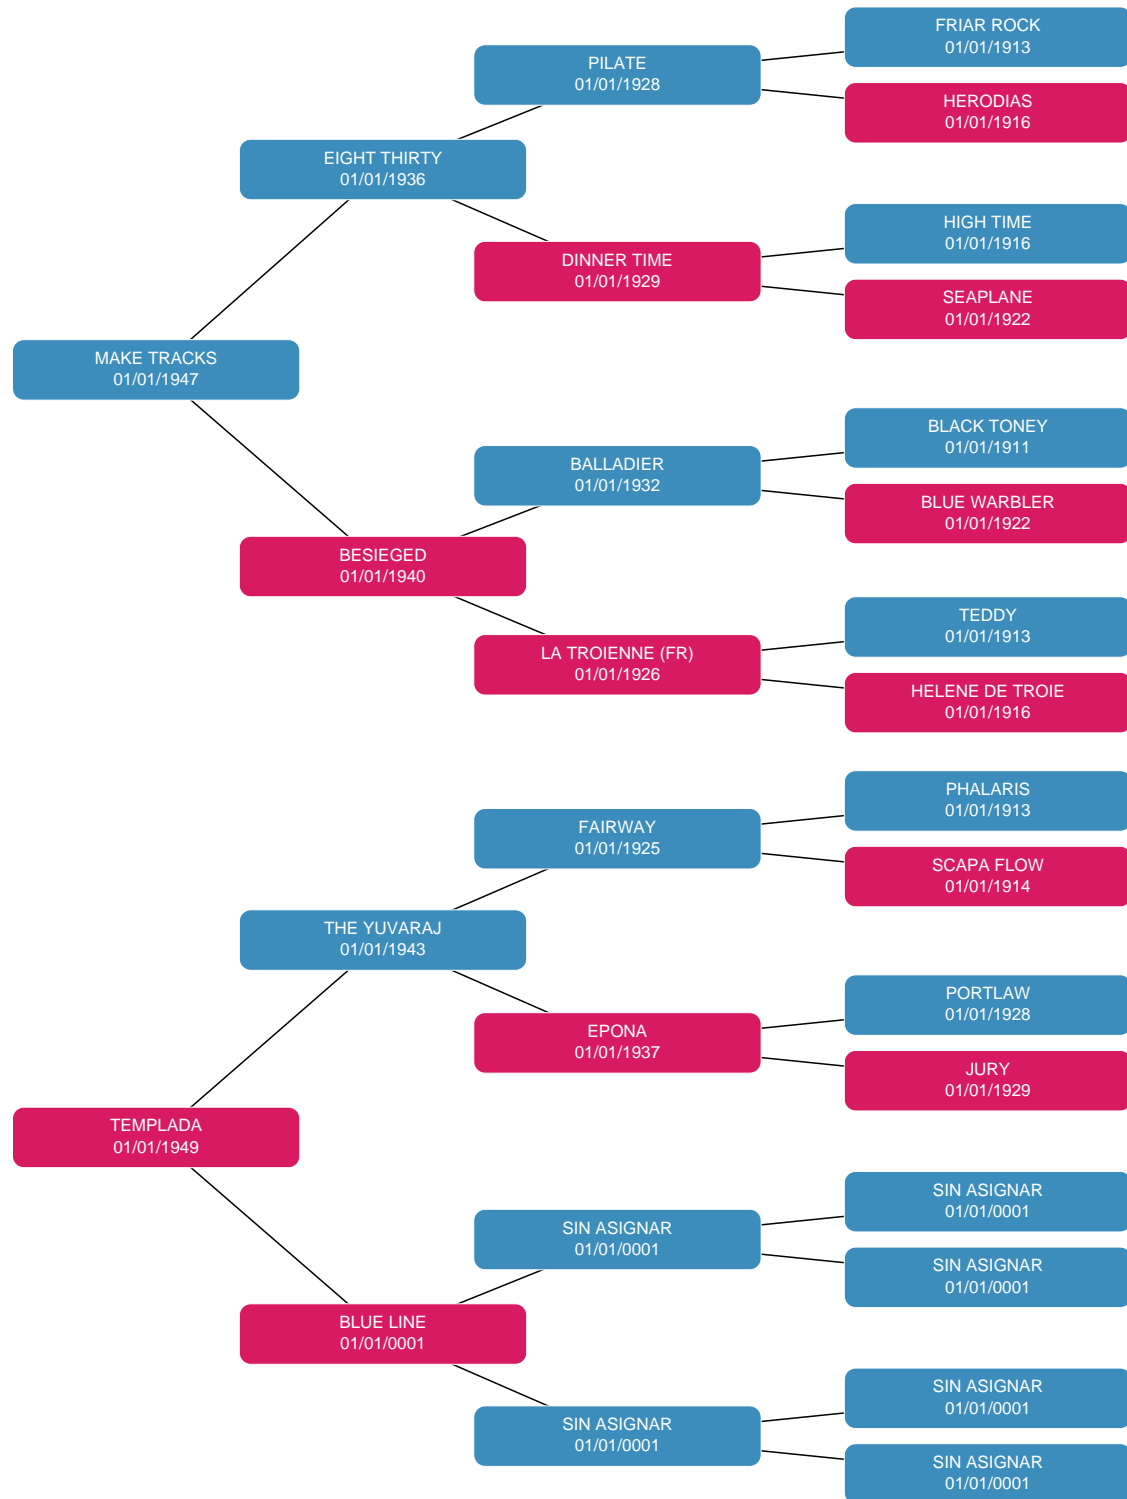 FRIAR ROCK
01/01/1913
PILATE
01/01/1928
HERODIAS
01/01/1916
EIGHT THIRTY
01/01/1936
HIGH TIME
01/01/1916
DINNER TIME
01/01/1929
SEAPLANE
01/01/1922
MAKE TRACKS
01/01/1947
BLACK TONEY
01/01/1911
BALLADIER
01/01/1932
BLUE WARBLER
01/01/1922
BESIEGED
01/01/1940
TEDDY
01/01/1913
LA TROIENNE (FR)
01/01/1926
HELENE DE TROIE
01/01/1916
PHALARIS
01/01/1913
FAIRWAY
01/01/1925
SCAPA FLOW
01/01/1914
THE YUVARAJ
01/01/1943
PORTLAW
01/01/1928
EPONA
01/01/1937
JURY
01/01/1929
TEMPLADA
01/01/1949
SIN ASIGNAR
01/01/0001
SIN ASIGNAR
01/01/0001
SIN ASIGNAR
01/01/0001
BLUE LINE
01/01/0001
SIN ASIGNAR
01/01/0001
SIN ASIGNAR
01/01/0001
SIN ASIGNAR
01/01/0001